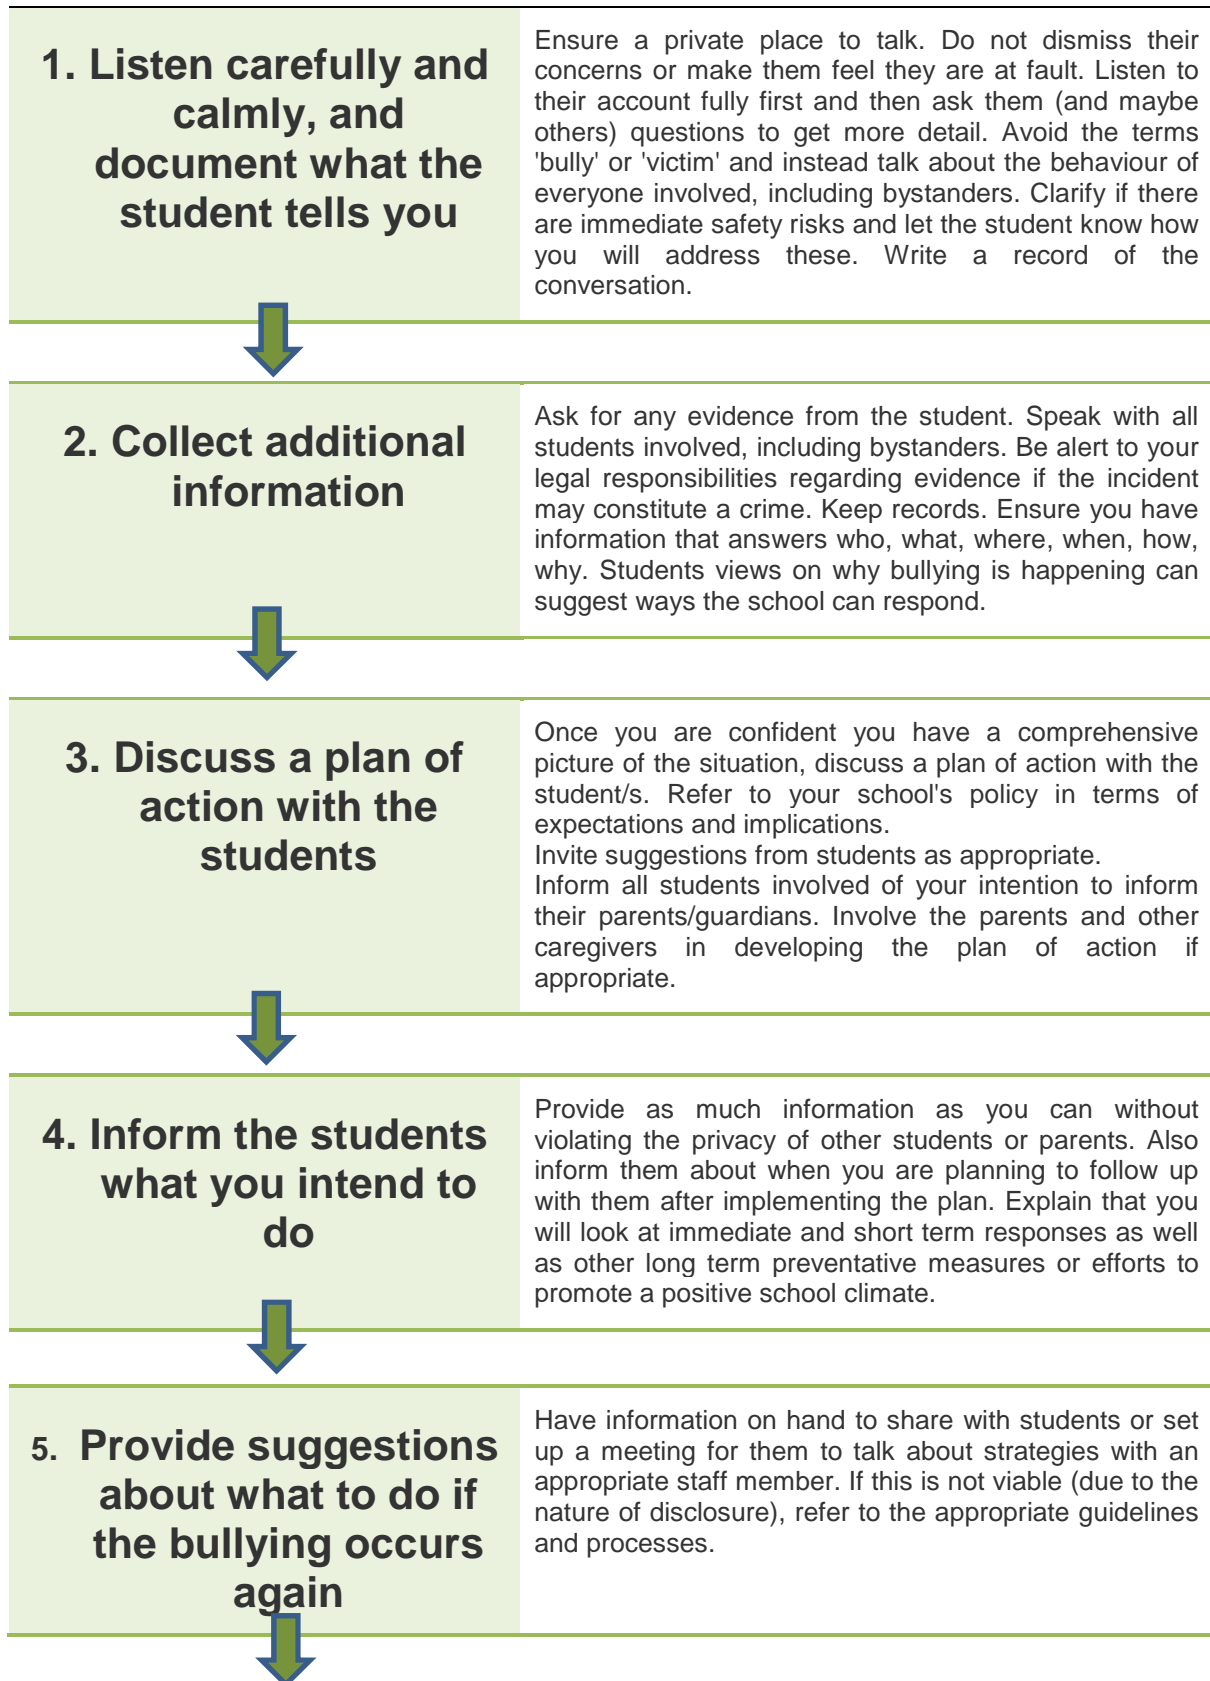 1. Listen carefully and
calmly, and
document what the
student tells you
Ensure a private place to talk. Do not dismiss their
concerns or make them feel they are at fault. Listen to
their account fully first and then ask them (and maybe
others) questions to get more detail. Avoid the terms
'bully' or 'victim' and instead talk about the behaviour of
everyone involved, including bystanders. Clarify if there
are immediate safety risks and let the student know how
you will address these. Write a record of the
conversation.
2. Collect additional
information
Ask for any evidence from the student. Speak with all
students involved, including bystanders. Be alert to your
legal responsibilities regarding evidence if the incident
may constitute a crime. Keep records. Ensure you have
information that answers who, what, where, when, how,
why. Students views on why bullying is happening can
suggest ways the school can respond.
3. Discuss a plan of
action with the
students
Once you are confident you have a comprehensive
picture of the situation, discuss a plan of action with the
student/s. Refer to your school's policy in terms of
expectations and implications.
Invite suggestions from students as appropriate.
Inform all students involved of your intention to inform
their parents/guardians. Involve the parents and other
caregivers in developing the plan of action if
appropriate.
4. Inform the students
what you intend to
do
Provide as much information as you can without
violating the privacy of other students or parents. Also
inform them about when you are planning to follow up
with them after implementing the plan. Explain that you
will look at immediate and short term responses as well
as other long term preventative measures or efforts to
promote a positive school climate.
5. Provide suggestions
about what to do if
the bullying occurs
again
Have information on hand to share with students or set
up a meeting for them to talk about strategies with an
appropriate staff member. If this is not viable (due to the
nature of disclosure), refer to the appropriate guidelines
and processes.